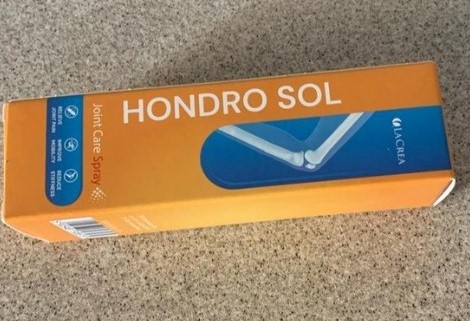 HONDRO SOL
Joint Care Spray
RELIEVE
JOINT PAIN
IMPROVE
MOBILITY
REDUCE
STIFFNESS
LACREA